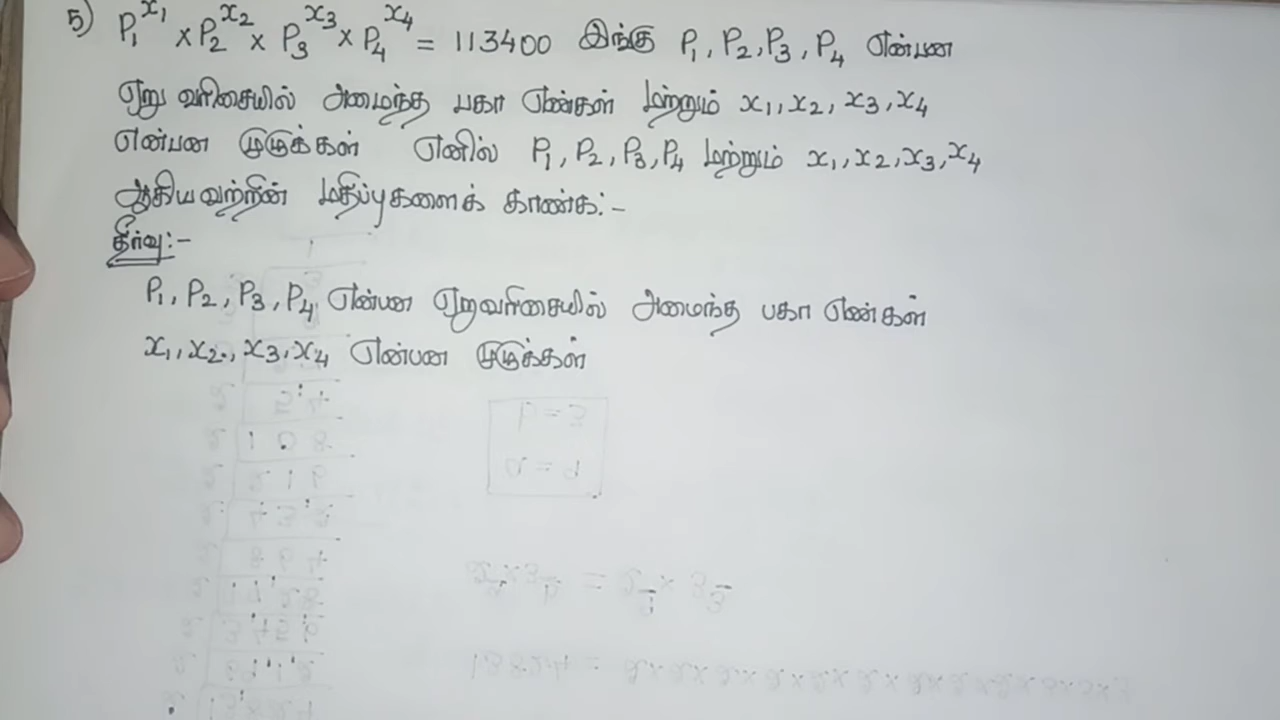 5) P₁^x₁ × P₂^x₂ × P₃^x₃ × P₄^x₄ = 113400 இங்கு P₁, P₂, P₃, P₄ என்பன
ஏறு வரிசையில் அமைந்த பகா எண்கள் மற்றும் x₁, x₂, x₃, x₄
என்பன முழுக்கள் எனில் P₁, P₂, P₃, P₄ மற்றும் x₁, x₂, x₃, x₄
ஆகியவற்றின் மதிப்புகளைக் காண்க:-
தீர்வு:-
P₁, P₂, P₃, P₄ என்பன ஏறுவரிசையில் அமைந்த பகா எண்கள்
x₁, x₂, x₃, x₄ என்பன முழுக்கள்